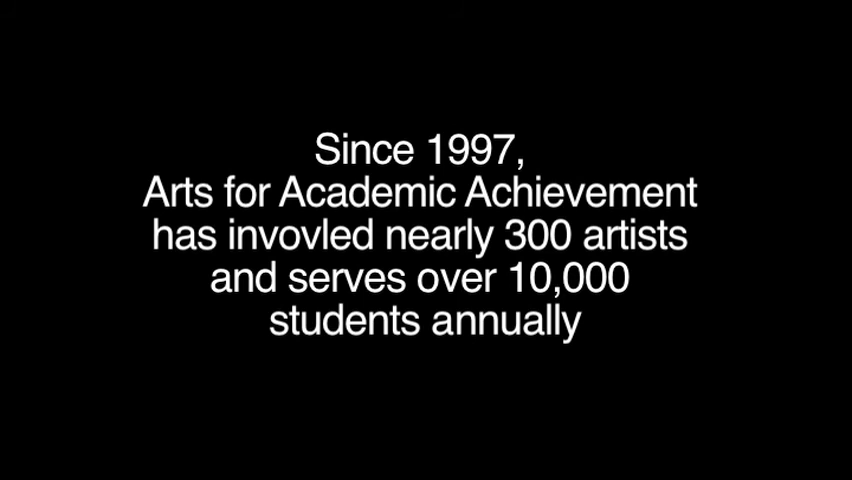 Since 1997,
Arts for Academic Achievement
has invovled nearly 300 artists
and serves over 10,000
students annually